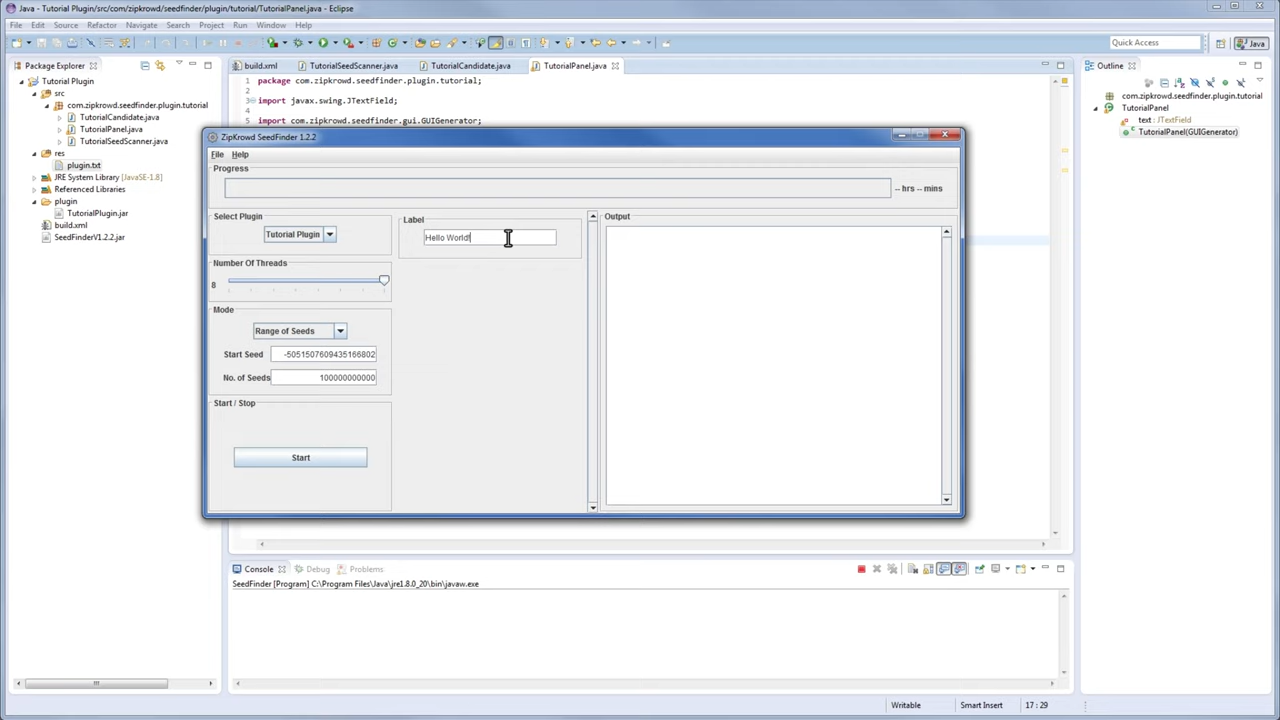 Java - Tutorial Plugin/src/com/zipkrowd/seedfinder/plugin/tutorial/TutorialPanel.java - Eclipse
File Edit Source Refactor Navigate Search Project Run Window Help
Quick Access
Java
Package Explorer
Tutorial Plugin
src
com.zipkrowd.seedfinder.plugin.tutorial
TutorialCandidate.java
TutorialPanel.java
TutorialSeedScanner.java
res
plugin.txt
JRE System Library [JavaSE-1.8]
Referenced Libraries
plugin
TutorialPlugin.jar
build.xml
SeedFinderV1.2.2.jar
build.xml TutorialSeedScanner.java TutorialCandidate.java TutorialPanel.java
1 package com.zipkrowd.seedfinder.plugin.tutorial;
2
3 import javax.swing.JTextField;
4
5 import com.zipkrowd.seedfinder.gui.GUIGenerator;
ZipKrowd SeedFinder 1.2.2
File Help
Progress
-- hrs -- mins
Select Plugin
Tutorial Plugin
Number Of Threads
8
Mode
Range of Seeds
Start Seed -5051507609435166802
No. of Seeds 100000000000
Start / Stop
Start
Label
Hello World!
Output
Outline
com.zipkrowd.seedfinder.plugin.tutorial
TutorialPanel
text : JTextField
TutorialPanel(GUIGenerator)
Console Debug Problems
SeedFinder [Program] C:\Program Files\Java\jre1.8.0_20\bin\javaw.exe
Writable Smart Insert 17 : 29